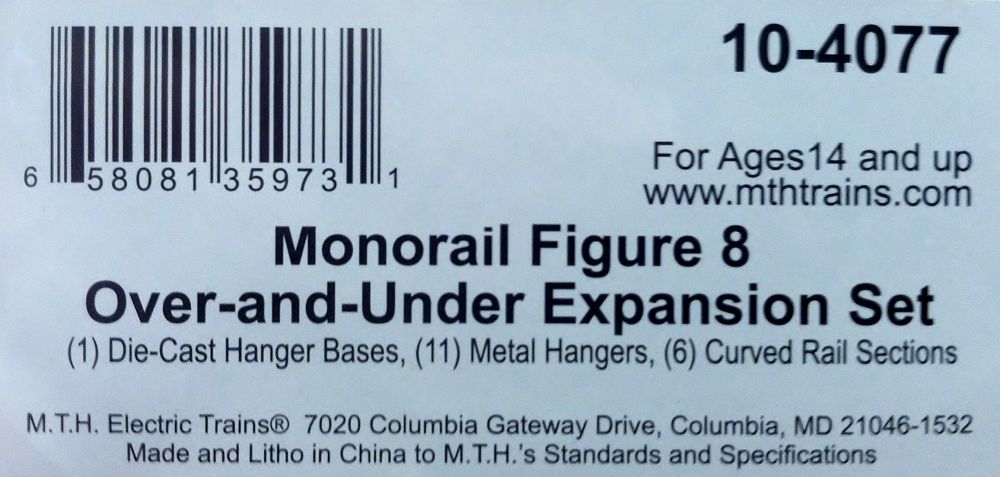 10-4077
6 58081 35973 1
For Ages14 and up
www.mthtrains.com
Monorail Figure 8
Over-and-Under Expansion Set
(1) Die-Cast Hanger Bases, (11) Metal Hangers, (6) Curved Rail Sections
M.T.H. Electric Trains® 7020 Columbia Gateway Drive, Columbia, MD 21046-1532
Made and Litho in China to M.T.H.'s Standards and Specifications